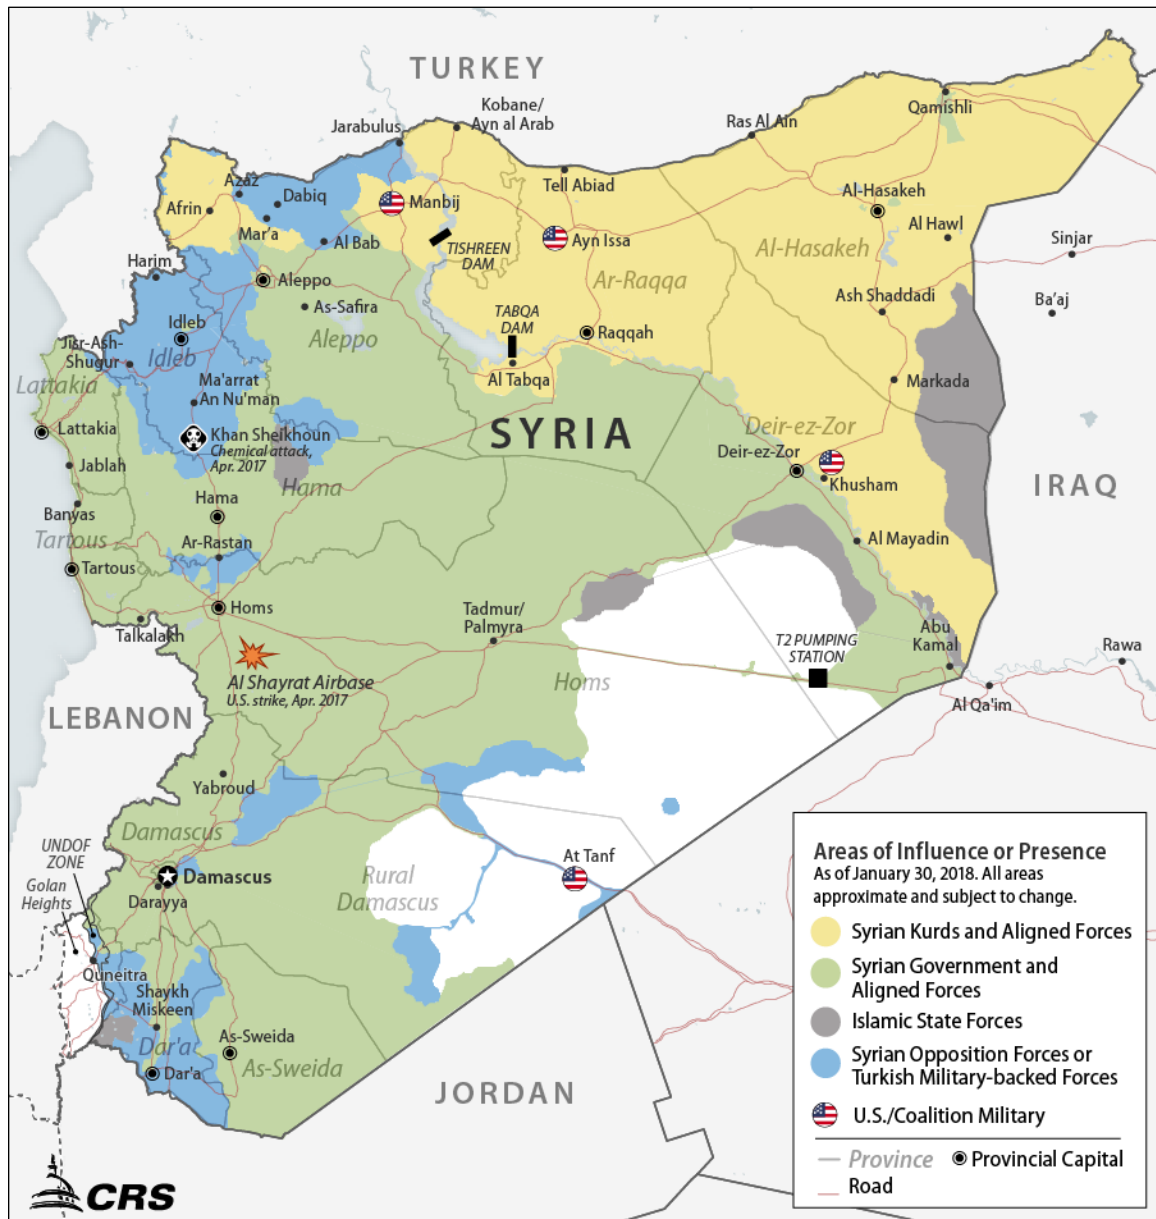 TURKEY
Kobane/
Ayn al Arab
Jarabulus
Ras Al Ain
Qamishli
Tell Abiad
Azaz
Dabiq
Afrin
Manbij
Al-Hasakeh
Al Hawl
Mar'a
Al Bab
TISHREEN
DAM
Ayn Issa
Al-Hasakeh
Sinjar
Harim
Aleppo
Ar-Raqqa
As-Safira
Ash Shaddadi
Ba'aj
Idleb
Aleppo
TABQA
DAM
Raqqah
Jisr-Ash-
Shugur
Idleb
Al Tabqa
Markada
Lattakia
Ma'arrat
An Nu'man
Lattakia
Khan Sheikhoun
Chemical attack,
Apr. 2017
SYRIA
Deir-ez-Zor
Deir-ez-Zor
Jablah
Khusham
IRAQ
Hama
Hama
Banyas
Tartous
Ar-Rastan
Al Mayadin
Tartous
Homs
Talkalakh
Tadmur/
Palmyra
T2 PUMPING
STATION
Abu
Kamal
Rawa
Al Shayrat Airbase
U.S. strike, Apr. 2017
Homs
Al Qa'im
LEBANON
Yabroud
Damascus
UNDOF
ZONE
Golan
Heights
Damascus
Darayya
Rural
Damascus
At Tanf
Quneitra
Shaykh
Miskeen
Dar'a
As-Sweida
As-Sweida
Dar'a
JORDAN
Areas of Influence or Presence
As of January 30, 2018. All areas
approximate and subject to change.
Syrian Kurds and Aligned Forces
Syrian Government and
Aligned Forces
Islamic State Forces
Syrian Opposition Forces or
Turkish Military-backed Forces
U.S./Coalition Military
Province
Provincial Capital
Road
CRS